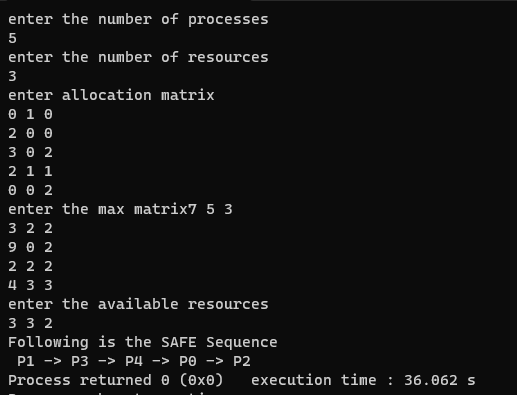 enter the number of processes
5
enter the number of resources
3
enter allocation matrix
0 1 0
2 0 0
3 0 2
2 1 1
0 0 2
enter the max matrix7 5 3
3 2 2
9 0 2
2 2 2
4 3 3
enter the available resources
3 3 2
Following is the SAFE Sequence
 P1 -> P3 -> P4 -> P0 -> P2
Process returned 0 (0x0)   execution time : 36.062 s